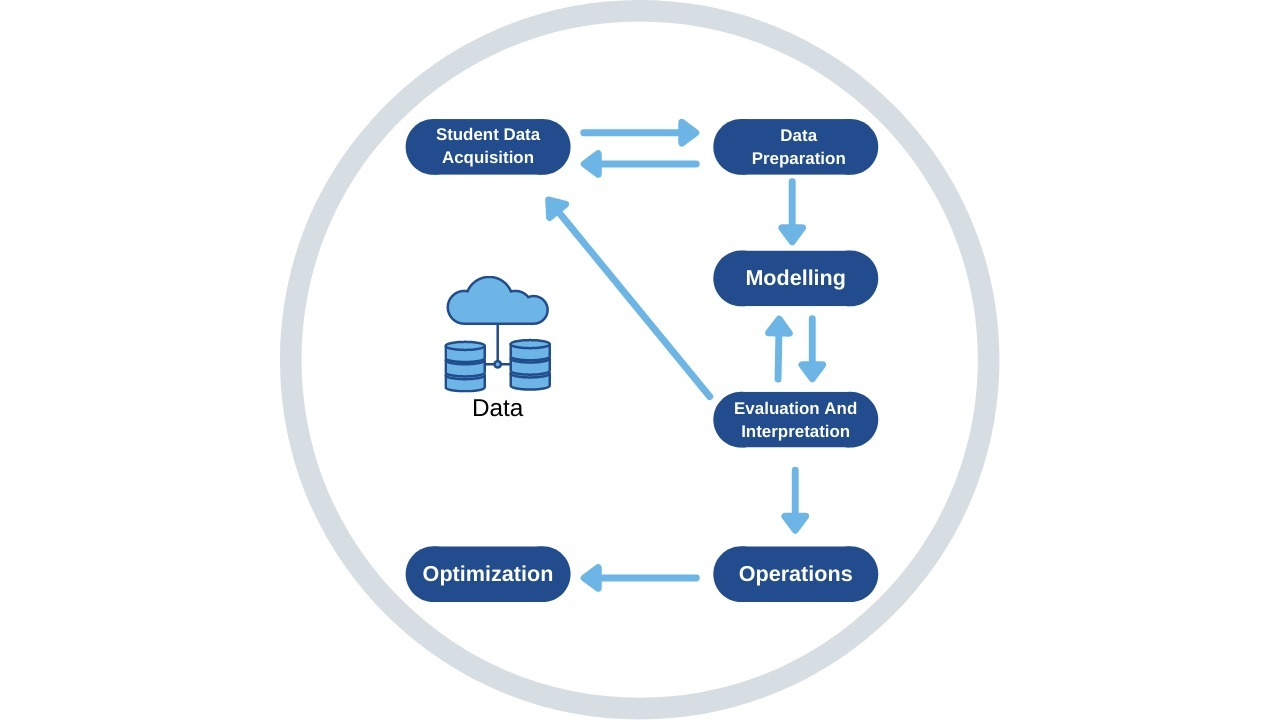 Student Data
Acquisition
Data
Preparation
Modelling
Data
Evaluation And
Interpretation
Optimization
Operations